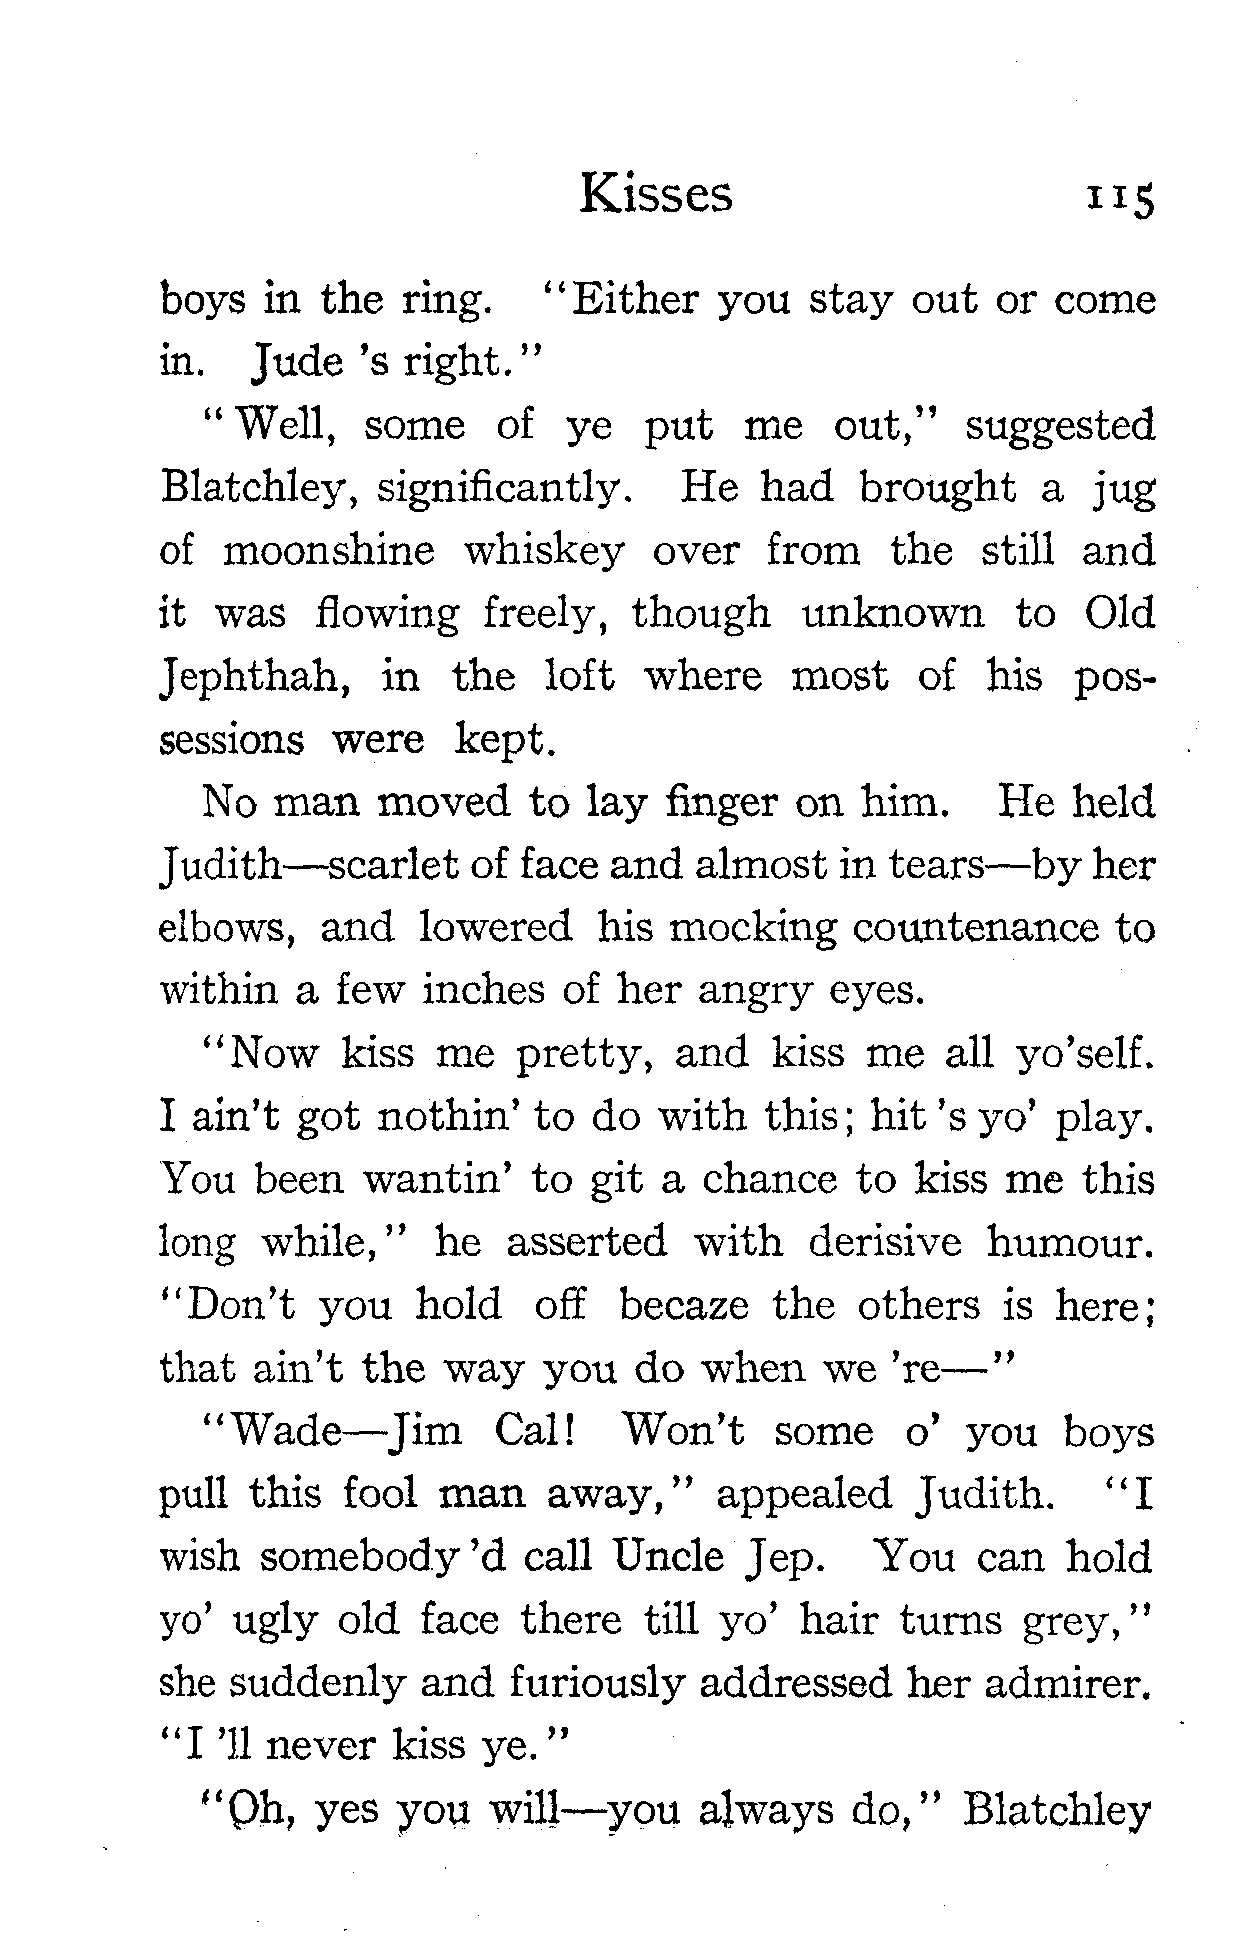 Kisses 115
boys in the ring. "Either you stay out or come
in. Jude 's right."
"Well, some of ye put me out," suggested
Blatchley, significantly. He had brought a jug
of moonshine whiskey over from the still and
it was flowing freely, though unknown to Old
Jephthah, in the loft where most of his pos-
sessions were kept.
No man moved to lay finger on him. He held
Judith—scarlet of face and almost in tears—by her
elbows, and lowered his mocking countenance to
within a few inches of her angry eyes.
"Now kiss me pretty, and kiss me all yo'self.
I ain't got nothin' to do with this; hit 's yo' play.
You been wantin' to git a chance to kiss me this
long while," he asserted with derisive humour.
"Don't you hold off becaze the others is here;
that ain't the way you do when we 're—"
"Wade—Jim Cal! Won't some o' you boys
pull this fool man away," appealed Judith. "I
wish somebody 'd call Uncle Jep. You can hold
yo' ugly old face there till yo' hair turns grey,"
she suddenly and furiously addressed her admirer.
"I 'll never kiss ye."
"Oh, yes you will—you always do," Blatchley